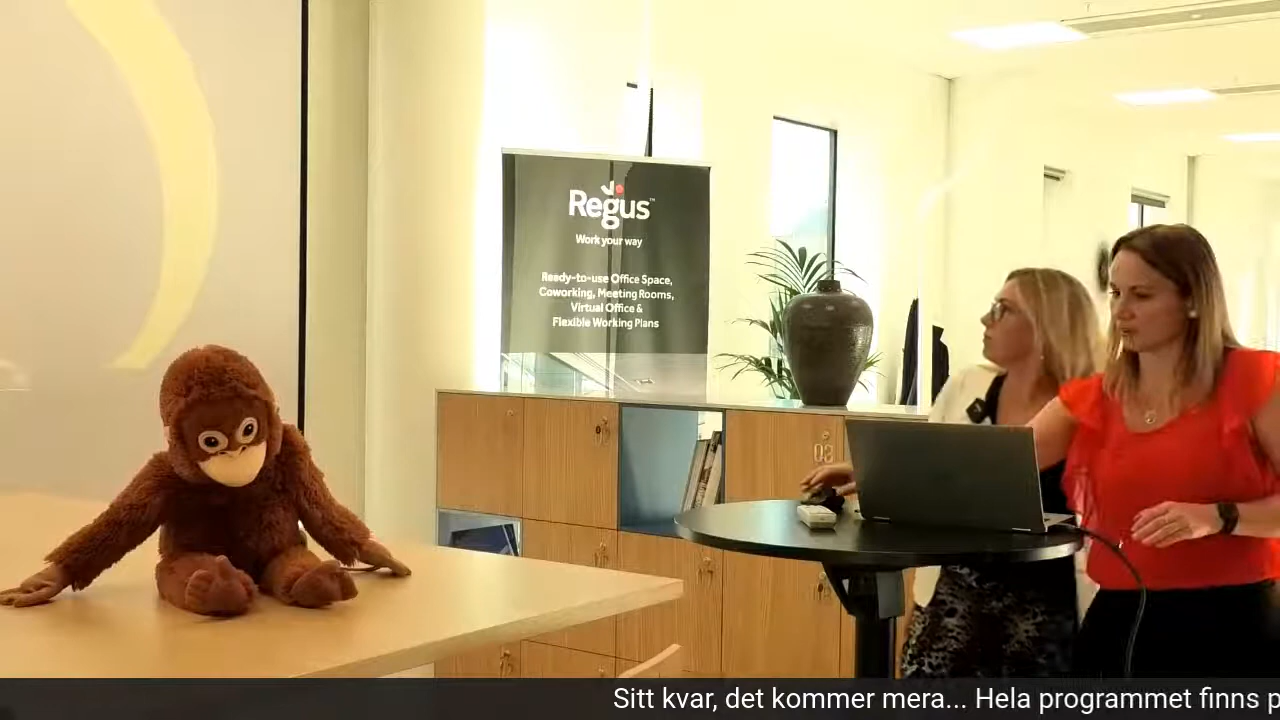 Regus
Work your way
Ready-to-use Office Space,
Coworking, Meeting Rooms,
Virtual Office &
Flexible Working Plans
03
Sitt kvar, det kommer mera... Hela programmet finns p